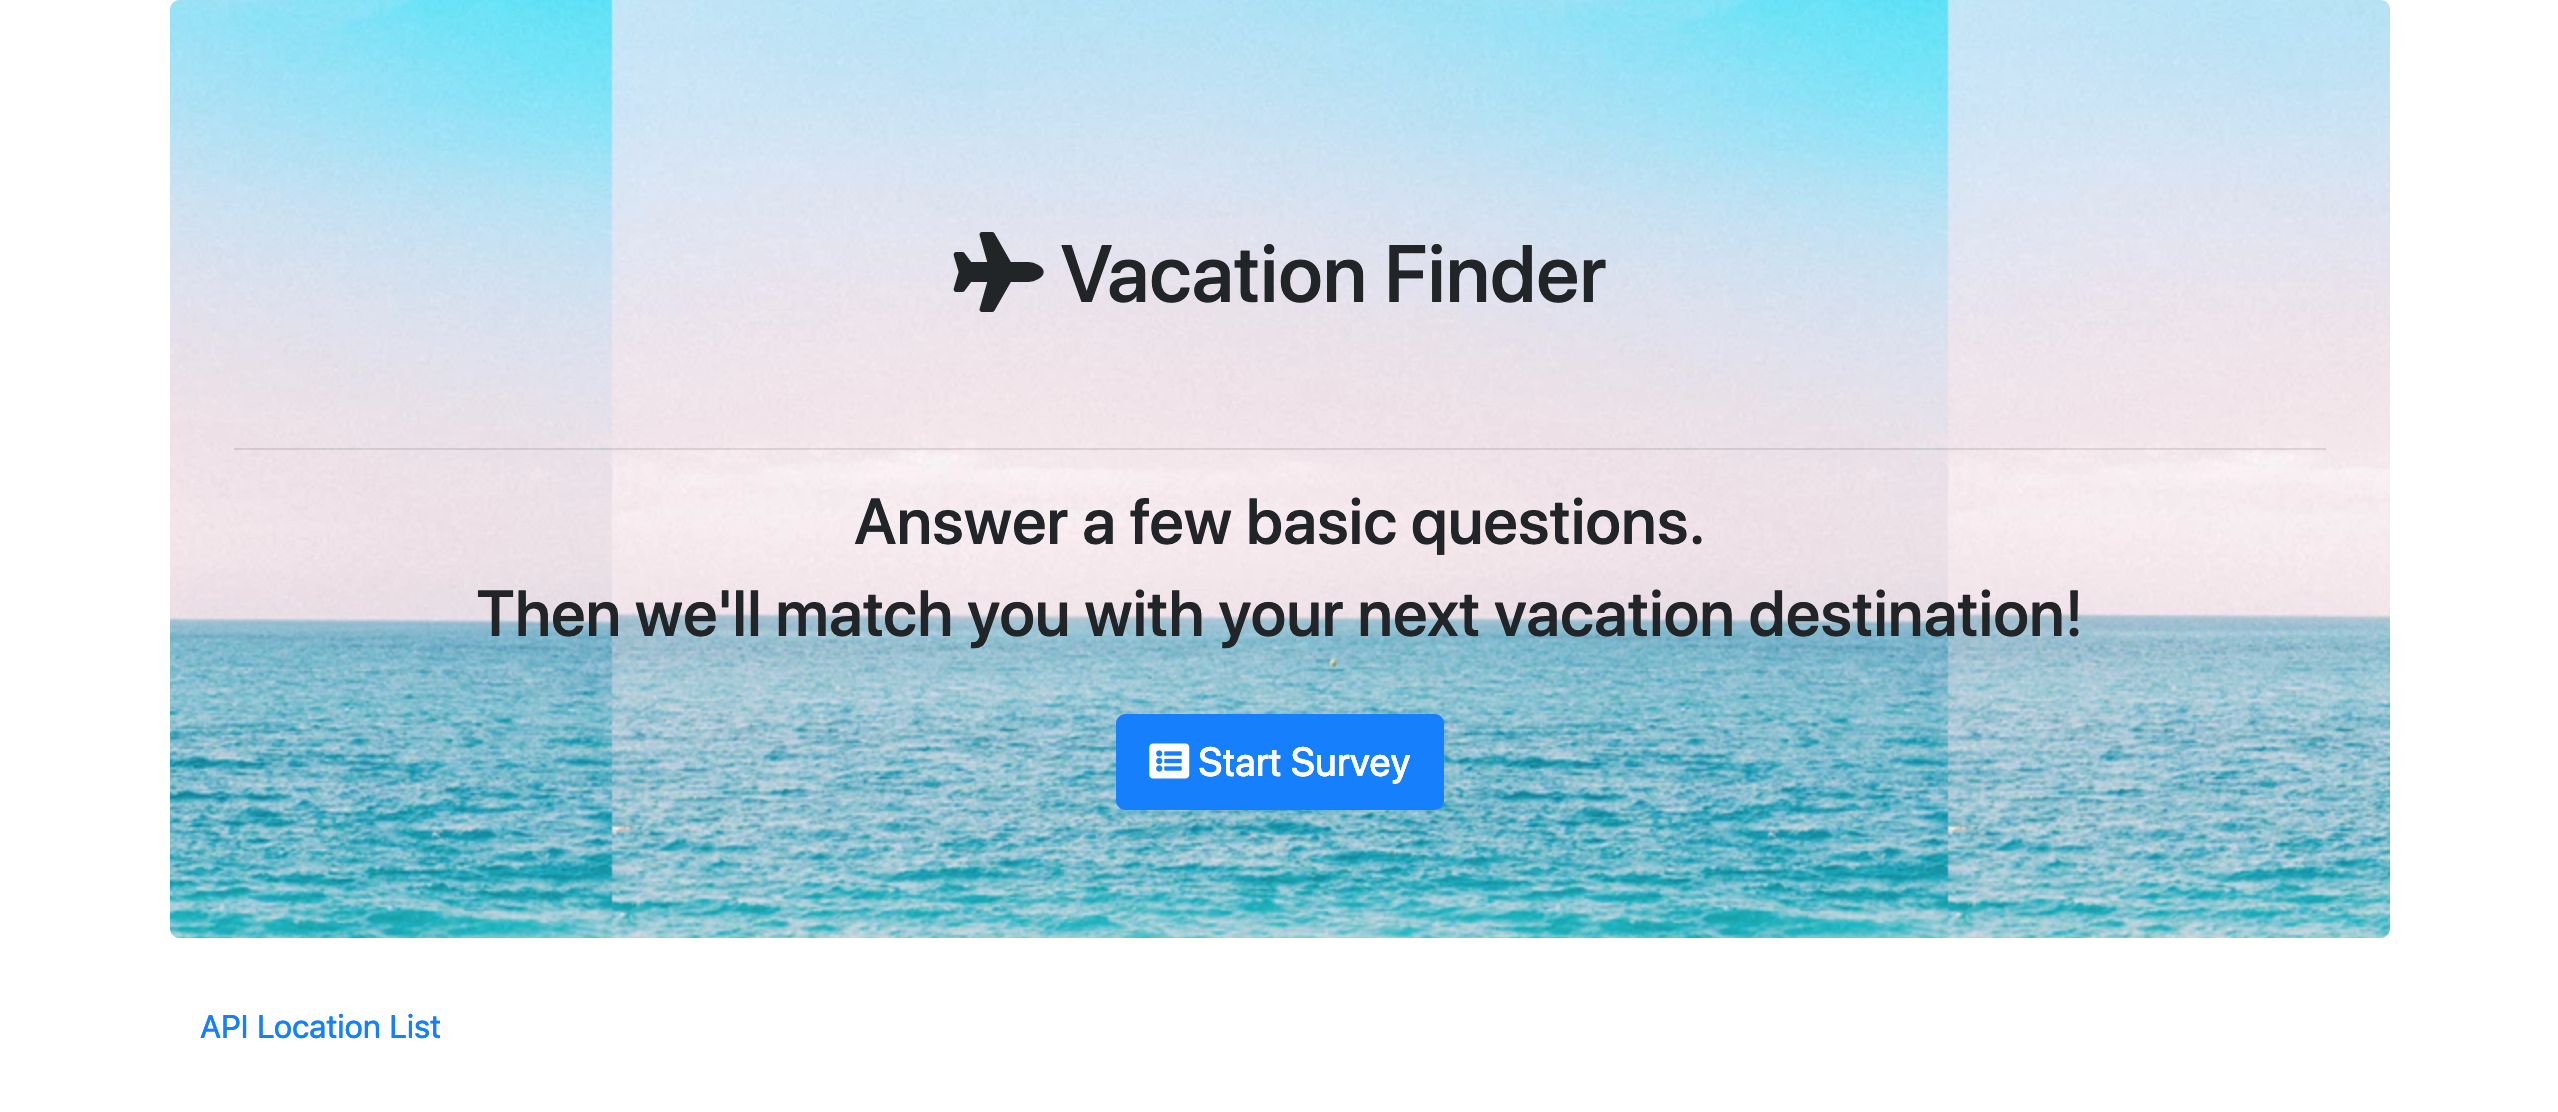 Vacation Finder
Answer a few basic questions.
Then we'll match you with your next vacation destination!
Start Survey
API Location List